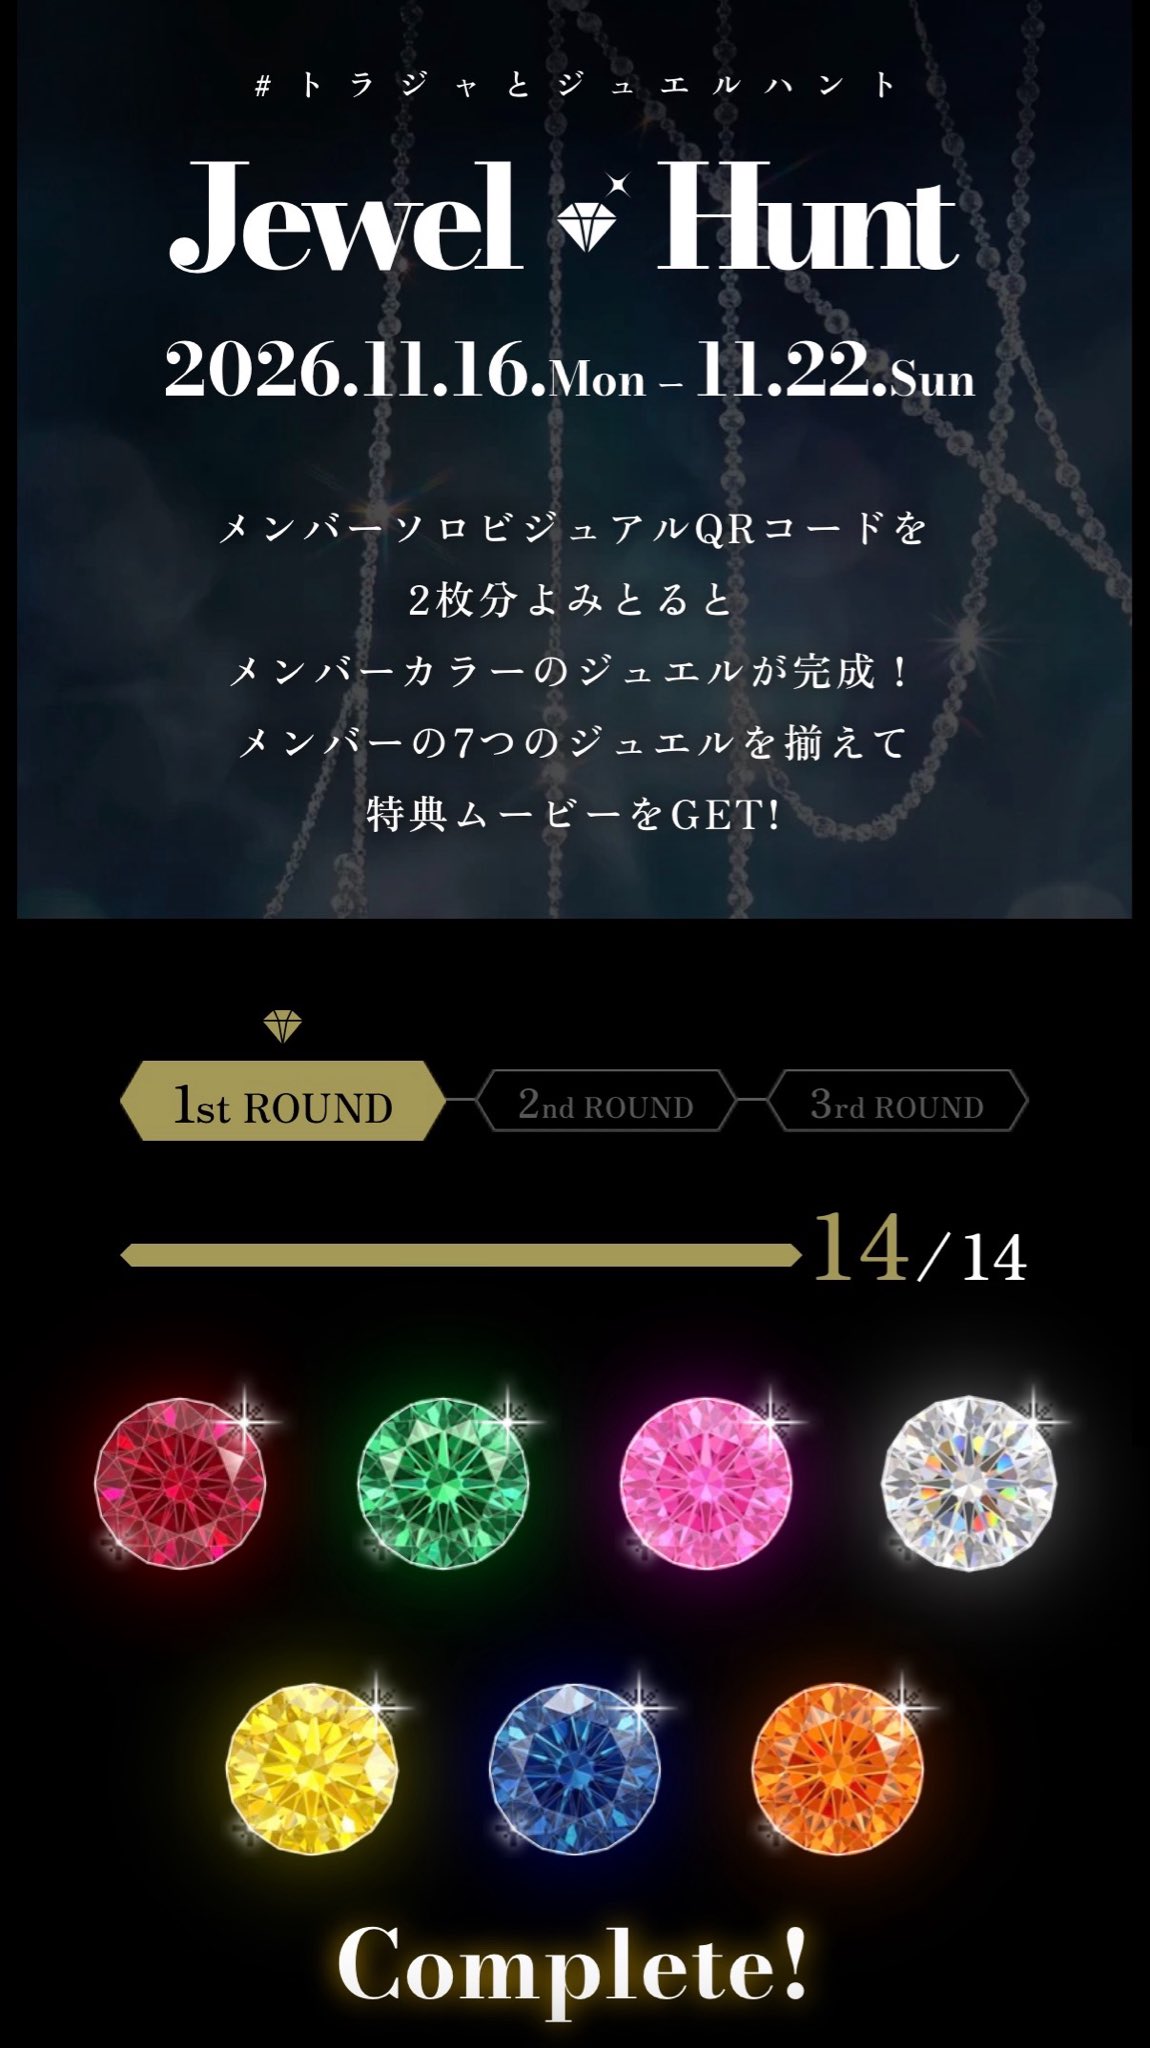 #トラジャとジュエルハント
Jewel Hunt
2026.11.16.Mon – 11.22.Sun
メンバーソロビジュアルQRコードを
2枚分よみとると
メンバーカラーのジュエルが完成！
メンバーの7つのジュエルを揃えて
特典ムービーをGET!
1st ROUND 2nd ROUND 3rd ROUND
14/14
Complete!